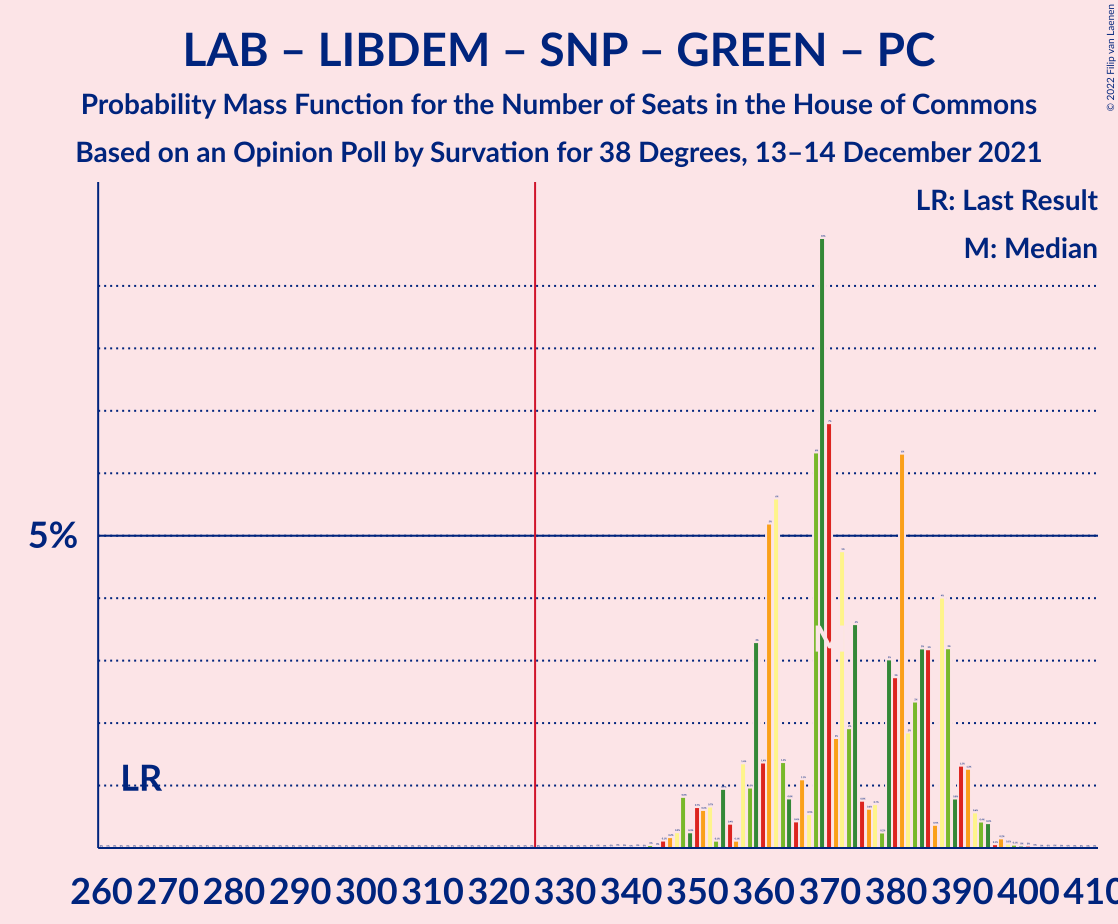 LAB – LIBDEM – SNP – GREEN – PC
Probability Mass Function for the Number of Seats in the House of Commons
Based on an Opinion Poll by Survation for 38 Degrees, 13–14 December 2021
© 2022 Filip van Laenen
LR: Last Result
M: Median
5%
LR
M
260 270 280 290 300 310 320 330 340 350 360 370 380 390 400 410